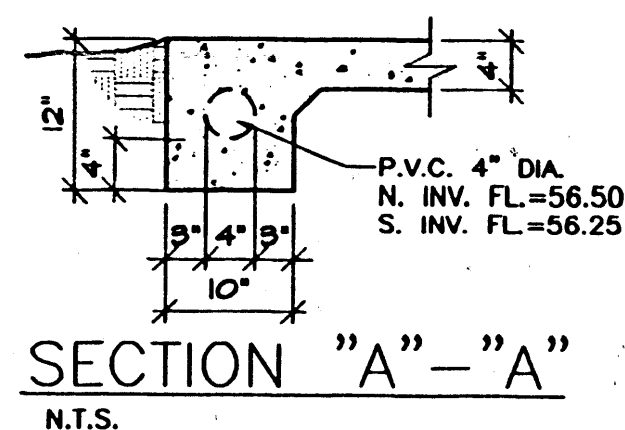 12"
4"
4"
P.V.C. 4" DIA.
N. INV. FL.=56.50
S. INV. FL.=56.25
3" 4" 3"
10"
SECTION "A"-"A"
N.T.S.